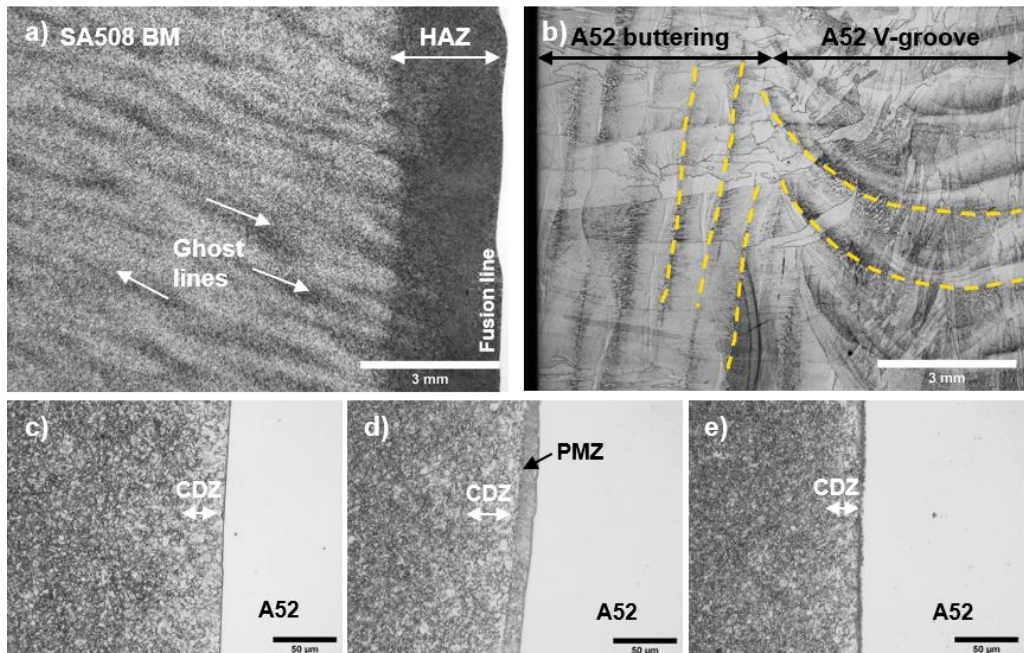 a)
SA508 BM
HAZ
Ghost
lines
Fusion line
3 mm
b)
A52 buttering
A52 V-groove
3 mm
c)
CDZ
A52
50 µm
d)
PMZ
CDZ
A52
50 µm
e)
CDZ
A52
50 µm